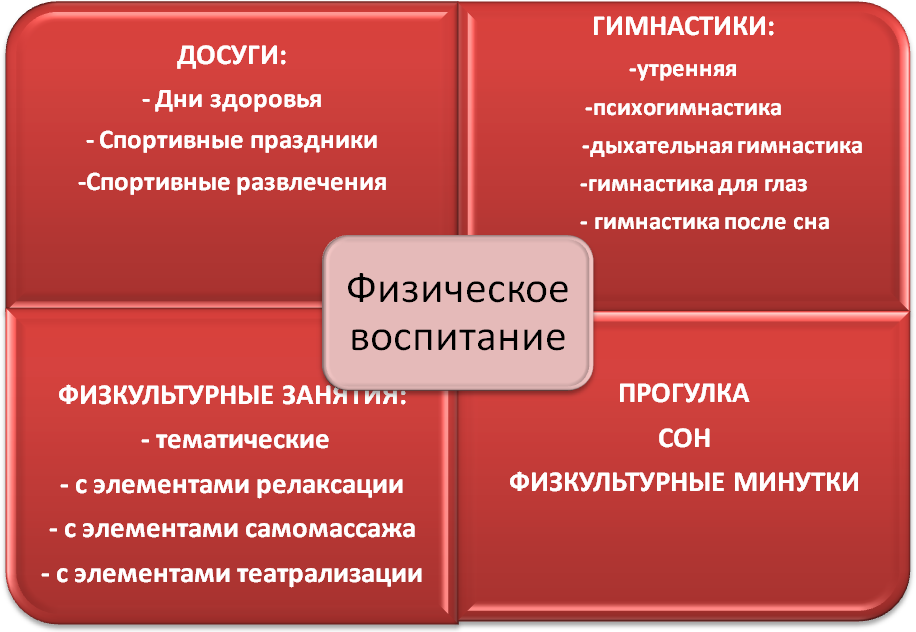 ДОСУГИ:
- Дни здоровья
- Спортивные праздники
-Спортивные развлечения
ГИМНАСТИКИ:
-утренняя
-психогимнастика
-дыхательная гимнастика
-гимнастика для глаз
- гимнастика после сна
Физическое
воспитание
ФИЗКУЛЬТУРНЫЕ ЗАНЯТИЯ:
- тематические
- с элементами релаксации
- с элементами самомассажа
- с элементами театрализации
ПРОГУЛКА
СОН
ФИЗКУЛЬТУРНЫЕ МИНУТКИ